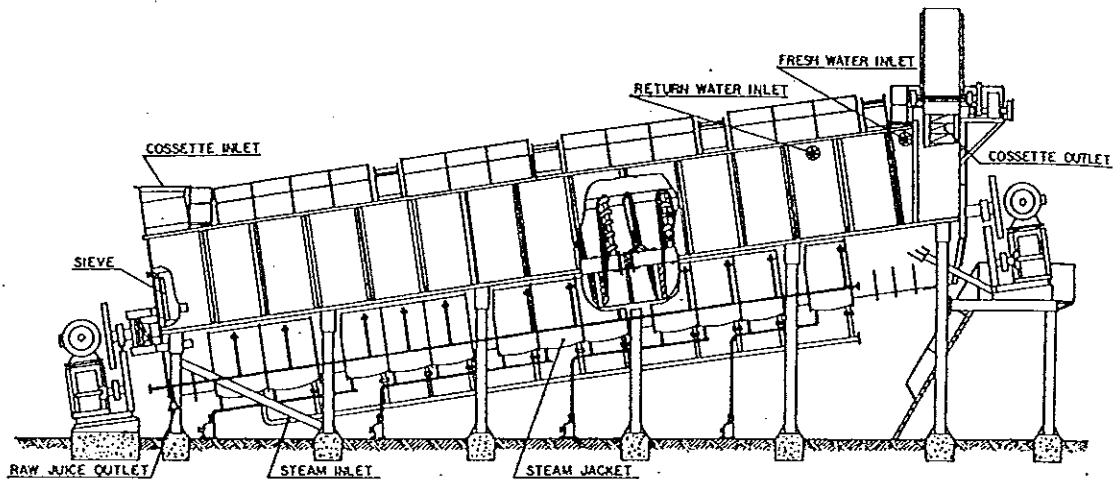 FRESH WATER INLET
RETURN WATER INLET
COSSETTE INLET
COSSETTE OUTLET
SIEVE
RAW JUICE OUTLET
STEAM INLET
STEAM JACKET